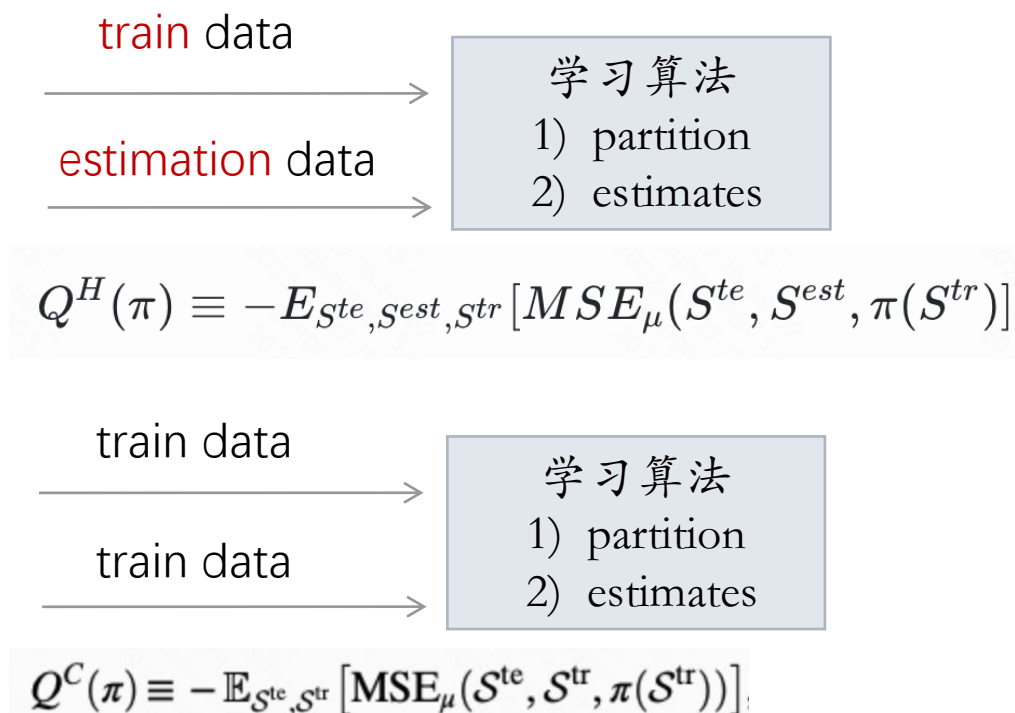 train data
学习算法
1) partition
estimation data
2) estimates
Q^H(π) ≡ −E_{S^{te},S^{est},S^{tr}}[MSE_μ(S^{te}, S^{est}, π(S^{tr})]
train data
学习算法
1) partition
train data
2) estimates
Q^C(π) ≡ −𝔼_{𝒮^{te},𝒮^{tr}}[MSE_μ(𝒮^{te}, 𝒮^{tr}, π(𝒮^{tr}))],